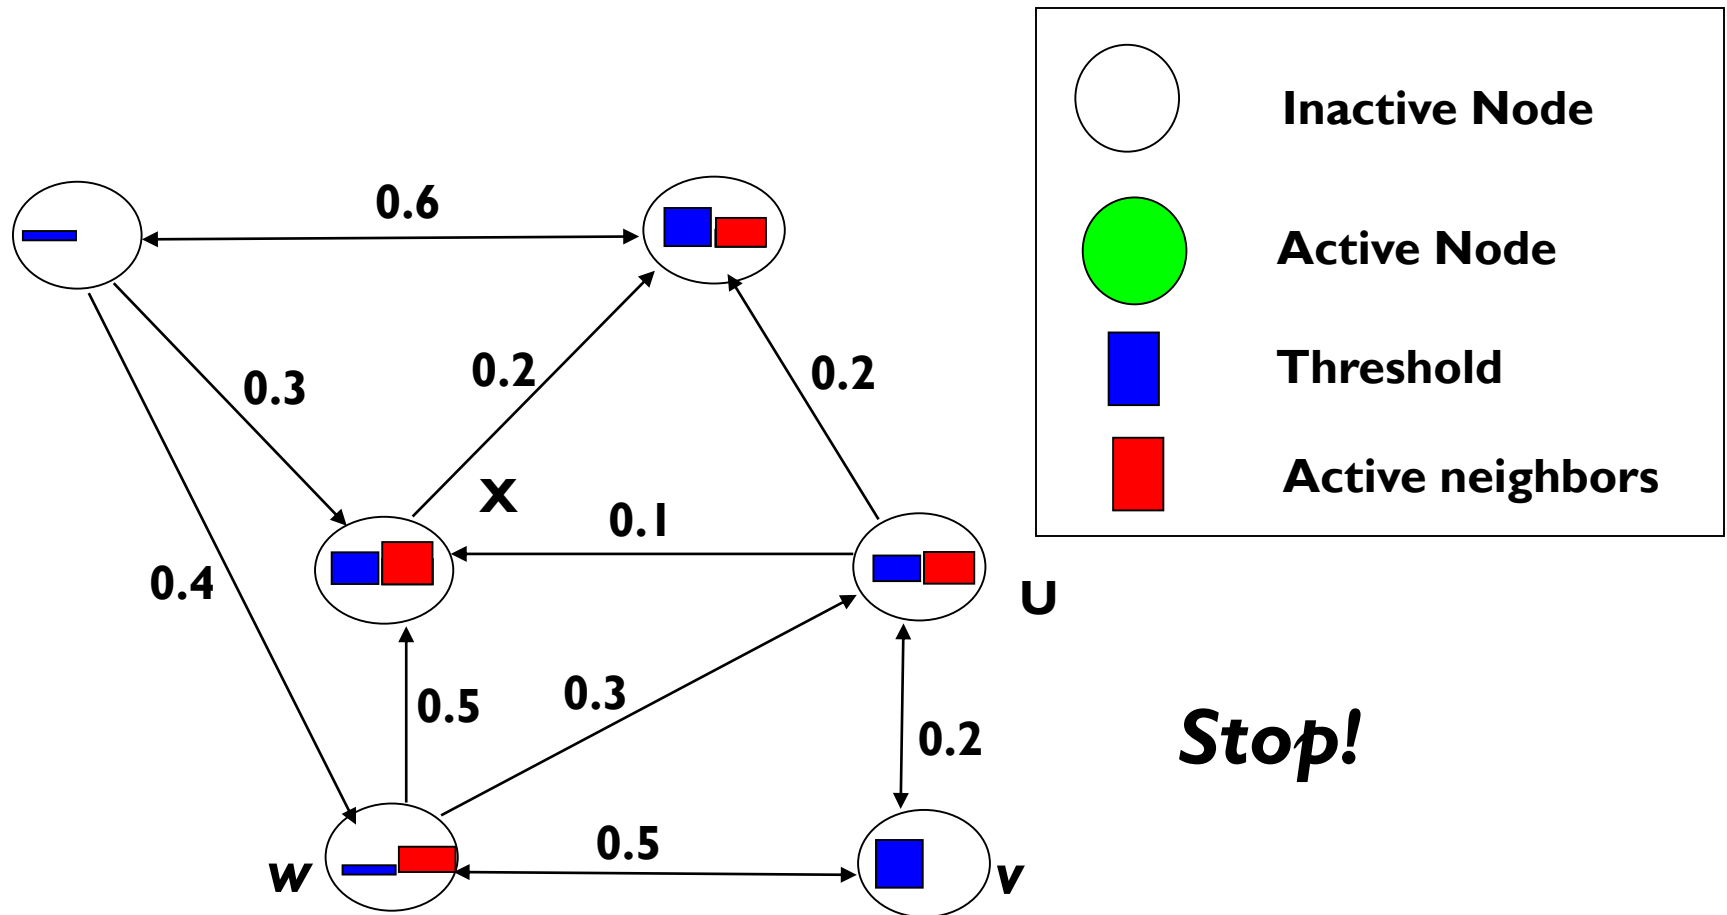 Inactive Node
0.6
Active Node
0.3
0.2
0.2
Threshold
X
0.1
Active neighbors
0.4
U
0.5
0.3
0.2
Stop!
w
0.5
v